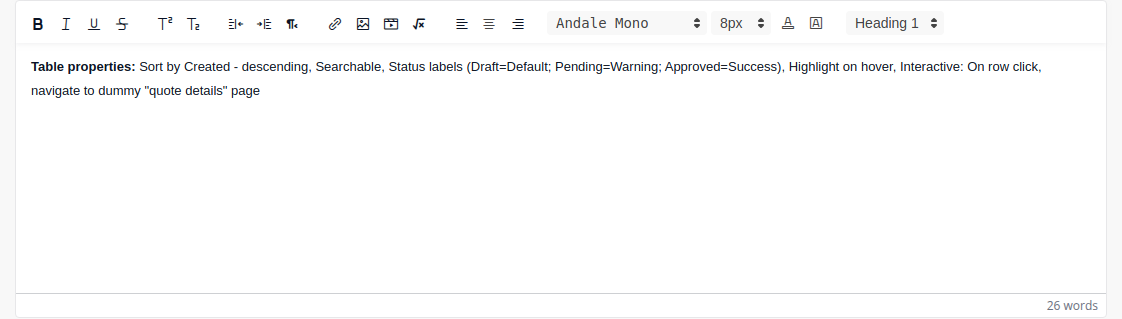 B I U S T² T₂ Andale Mono 8px A A Heading 1
Table properties: Sort by Created - descending, Searchable, Status labels (Draft=Default; Pending=Warning; Approved=Success), Highlight on hover, Interactive: On row click,
navigate to dummy "quote details" page
26 words